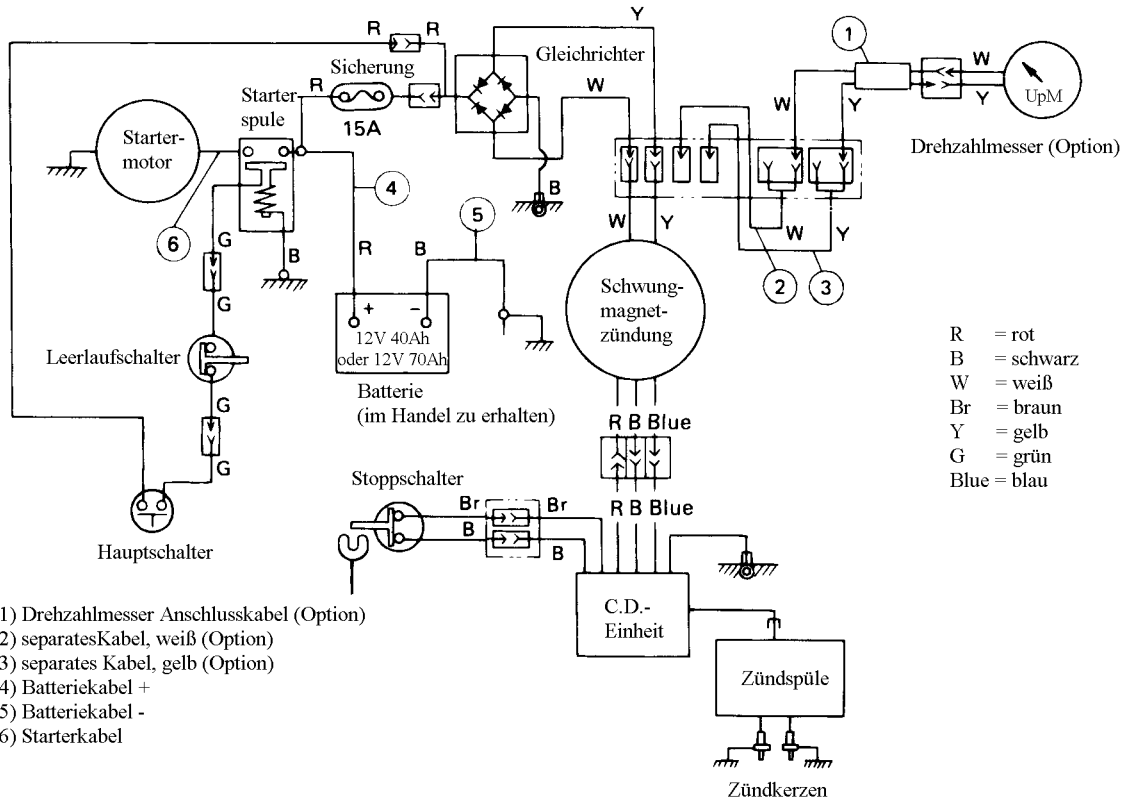 Y
1
R
R
Gleichrichter
W
Sicherung
R
W
Y
UpM
Starter
spule
15A
W
Y
Drehzahlmesser (Option)
Starter-
motor
B
4
5
W
Y
W
Y
6
G
B
R
B
2
3
G
+
−
Schwung-
magnet-
zündung
12V 40Ah
oder 12V 70Ah
Leerlaufschalter
Batterie
(im Handel zu erhalten)
R = rot
B = schwarz
W = weiß
Br = braun
Y = gelb
G = grün
Blue = blau
G
G
R B Blue
Stoppschalter
Br
Br
R B Blue
B
B
Hauptschalter
C.D.-
Einheit
1) Drehzahlmesser Anschlusskabel (Option)
2) separatesKabel, weiß (Option)
3) separates Kabel, gelb (Option)
4) Batteriekabel +
5) Batteriekabel -
6) Starterkabel
Zündspüle
Zündkerzen